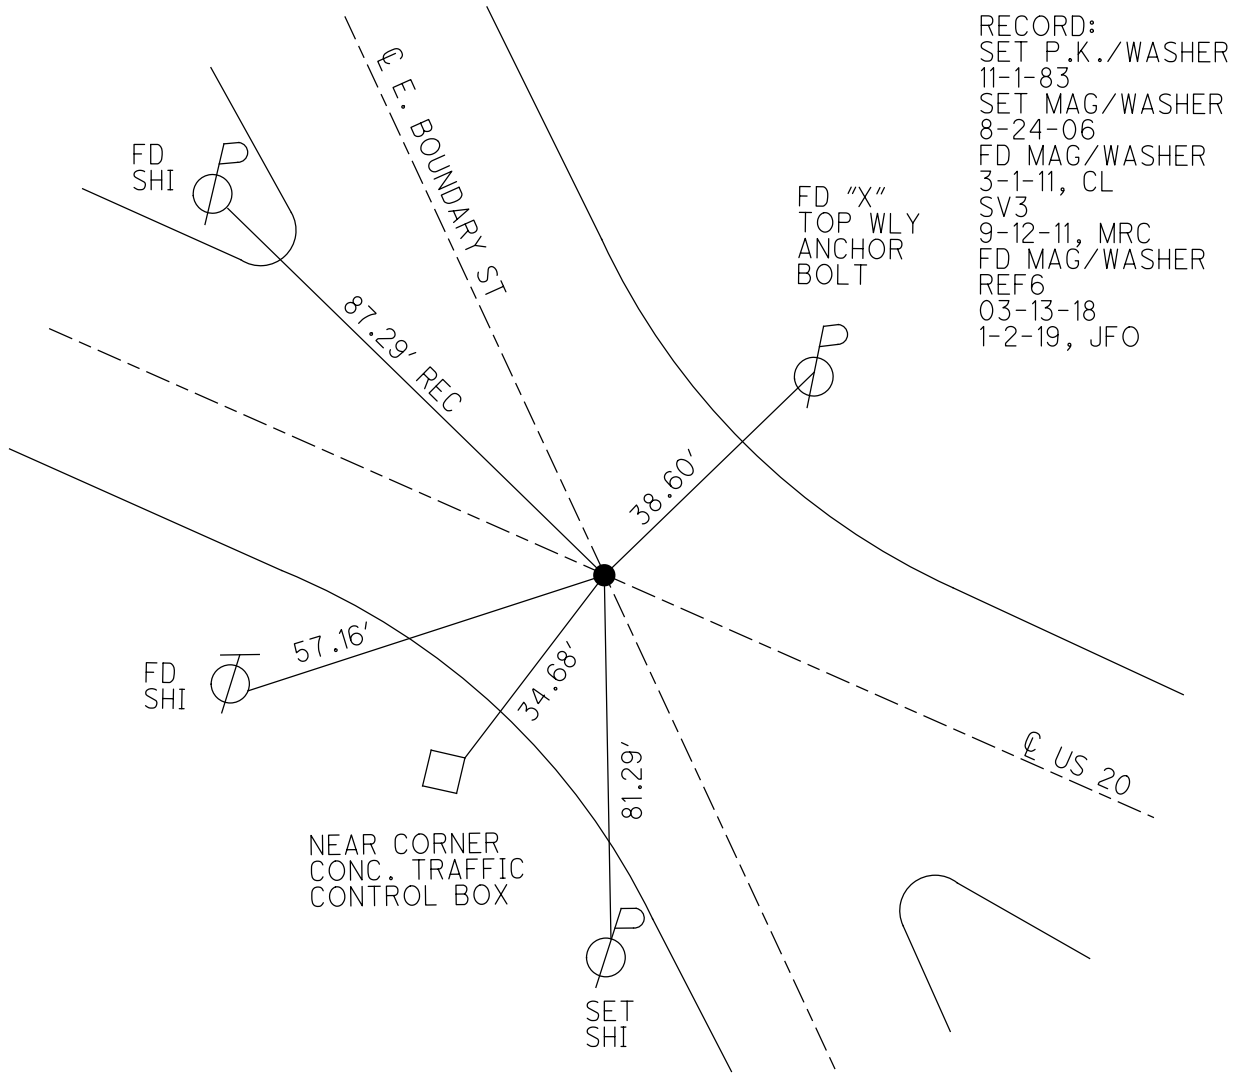 RECORD:
SET P.K./WASHER
11-1-83
SET MAG/WASHER
8-24-06
FD MAG/WASHER
3-1-11, CL
SV3
9-12-11, MRC
FD MAG/WASHER
REF6
03-13-18
1-2-19, JFO
℄ E. BOUNDARY ST
FD
SHI
FD "X"
TOP WLY
ANCHOR
BOLT
87.29' REC
38.60'
57.16'
FD
SHI
34.68'
81.29'
℄ US 20
NEAR CORNER
CONC. TRAFFIC
CONTROL BOX
SET
SHI